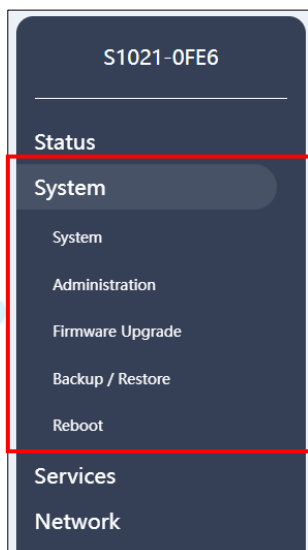 S1021-0FE6
Status
System
System
Administration
Firmware Upgrade
Backup / Restore
Reboot
Services
Network